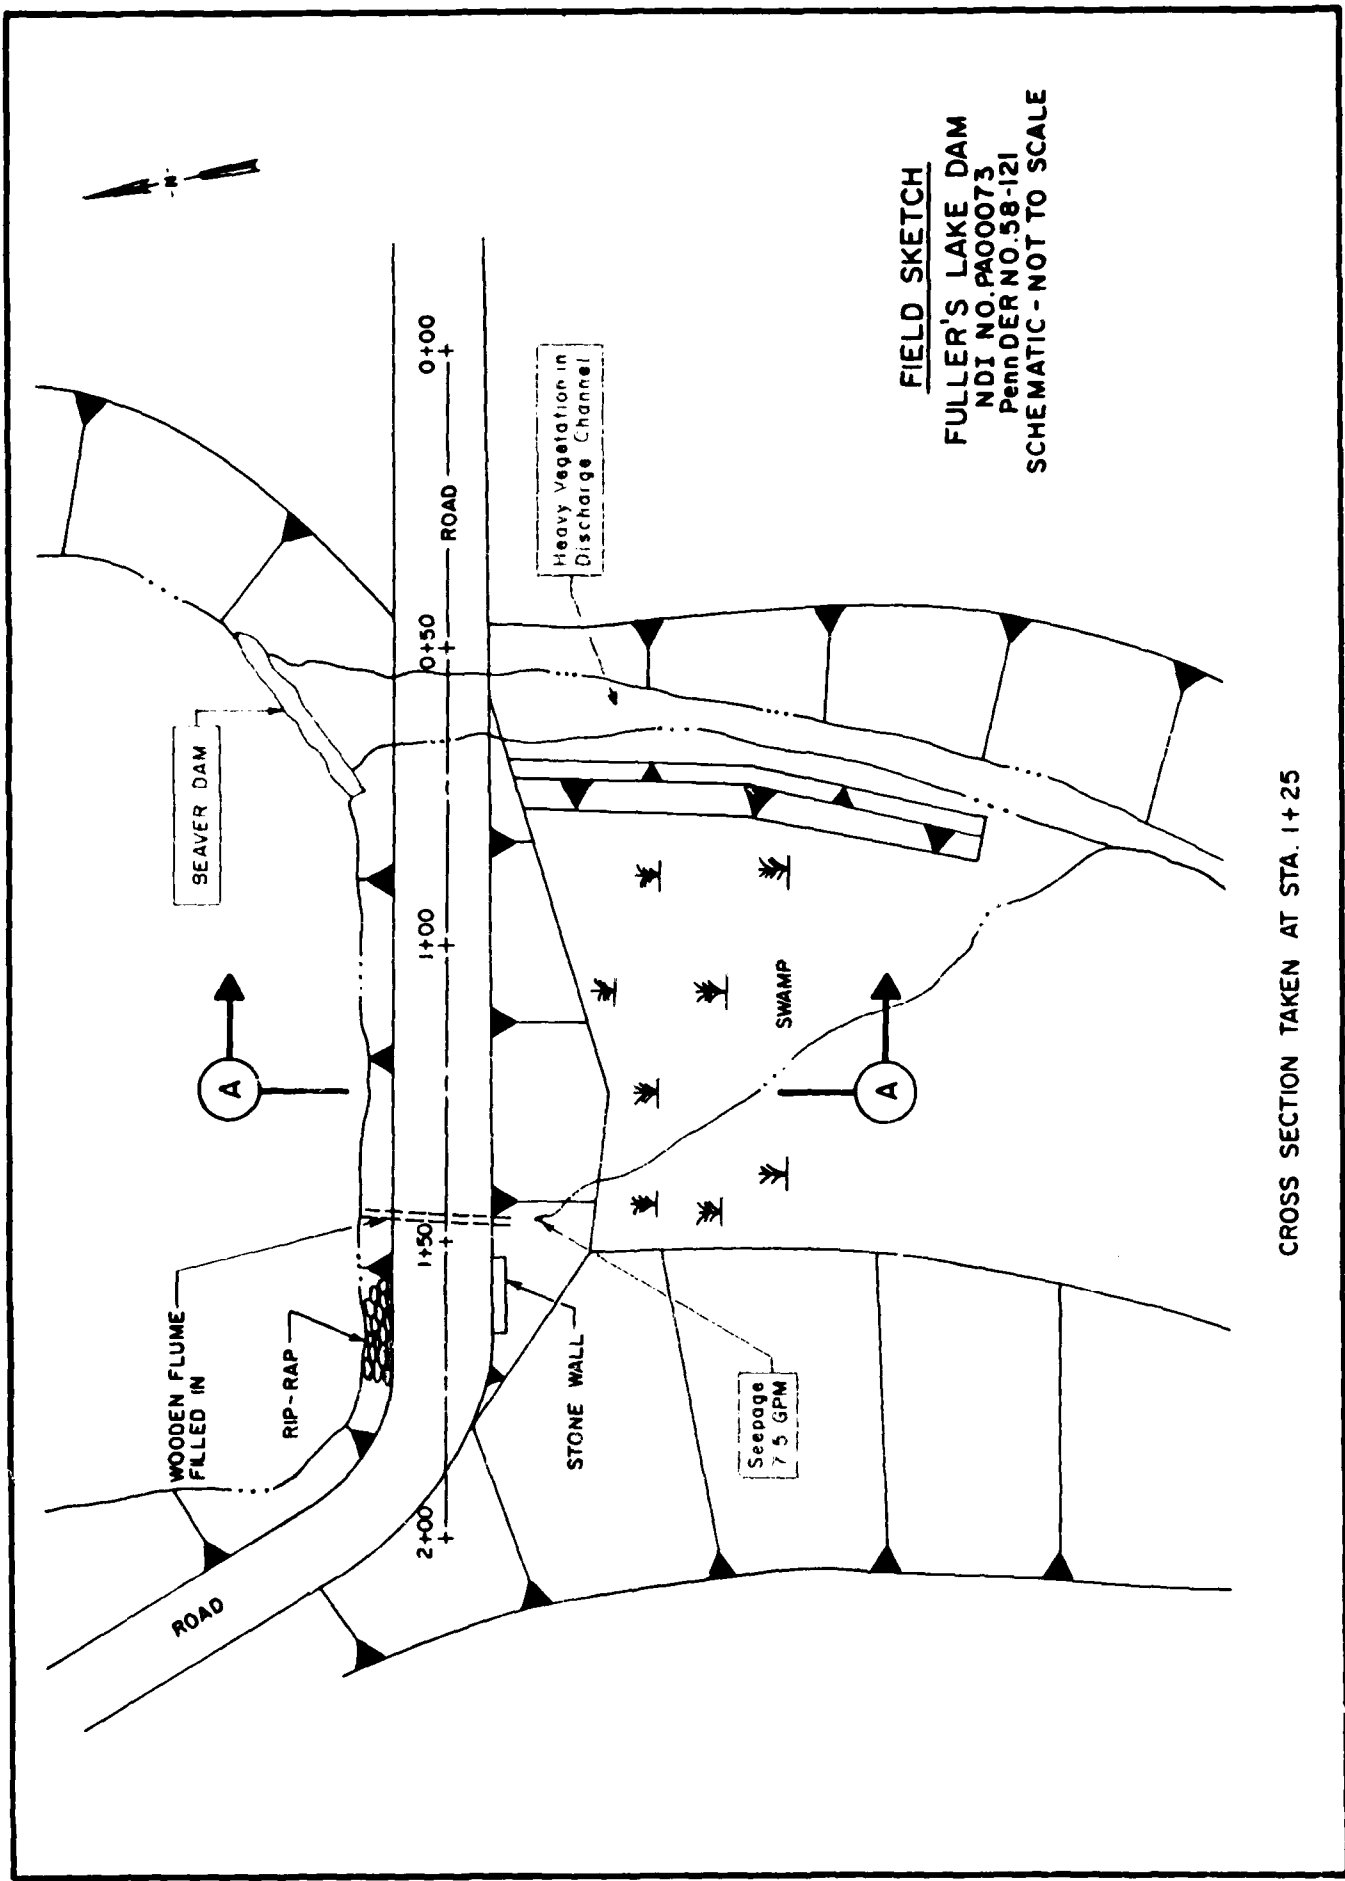 N
WOODEN FLUME
FILLED IN
RIP-RAP
BEAVER DAM
A
ROAD
2+00
1+50
1+00
0+50
ROAD
0+00
STONE WALL
Heavy Vegetation in
Discharge Channel
Seepage
7.5 GPM
SWAMP
A
FIELD SKETCH
FULLER'S LAKE DAM
NDI NO.PA00073
PennDER NO.58-121
SCHEMATIC-NOT TO SCALE
CROSS SECTION TAKEN AT STA. 1+25